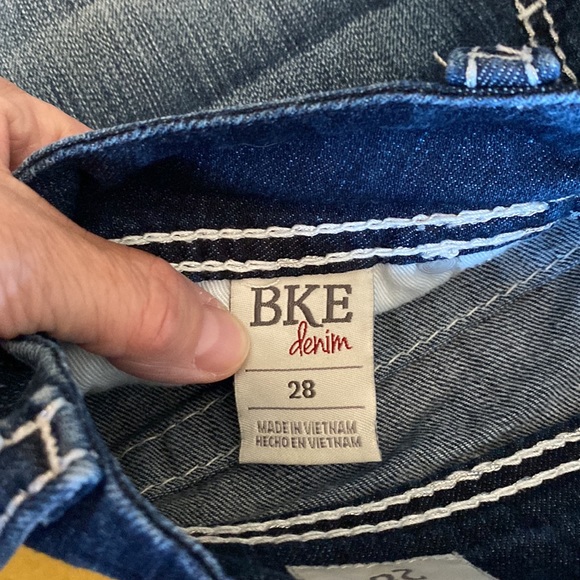 BKE
denim
28
MADE IN VIETNAM
HECHO EN VIETNAM